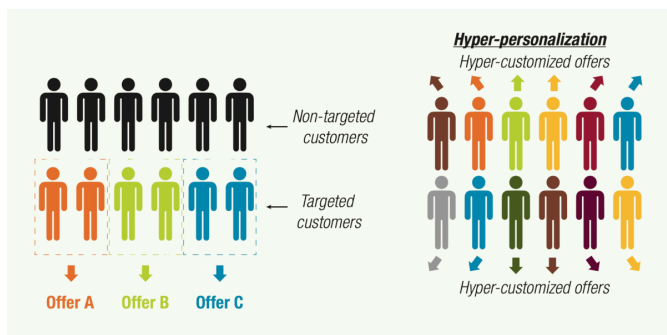 Non-targeted
customers
Targeted
customers
Offer A
Offer B
Offer C
Hyper-personalization
Hyper-customized offers
Hyper-customized offers